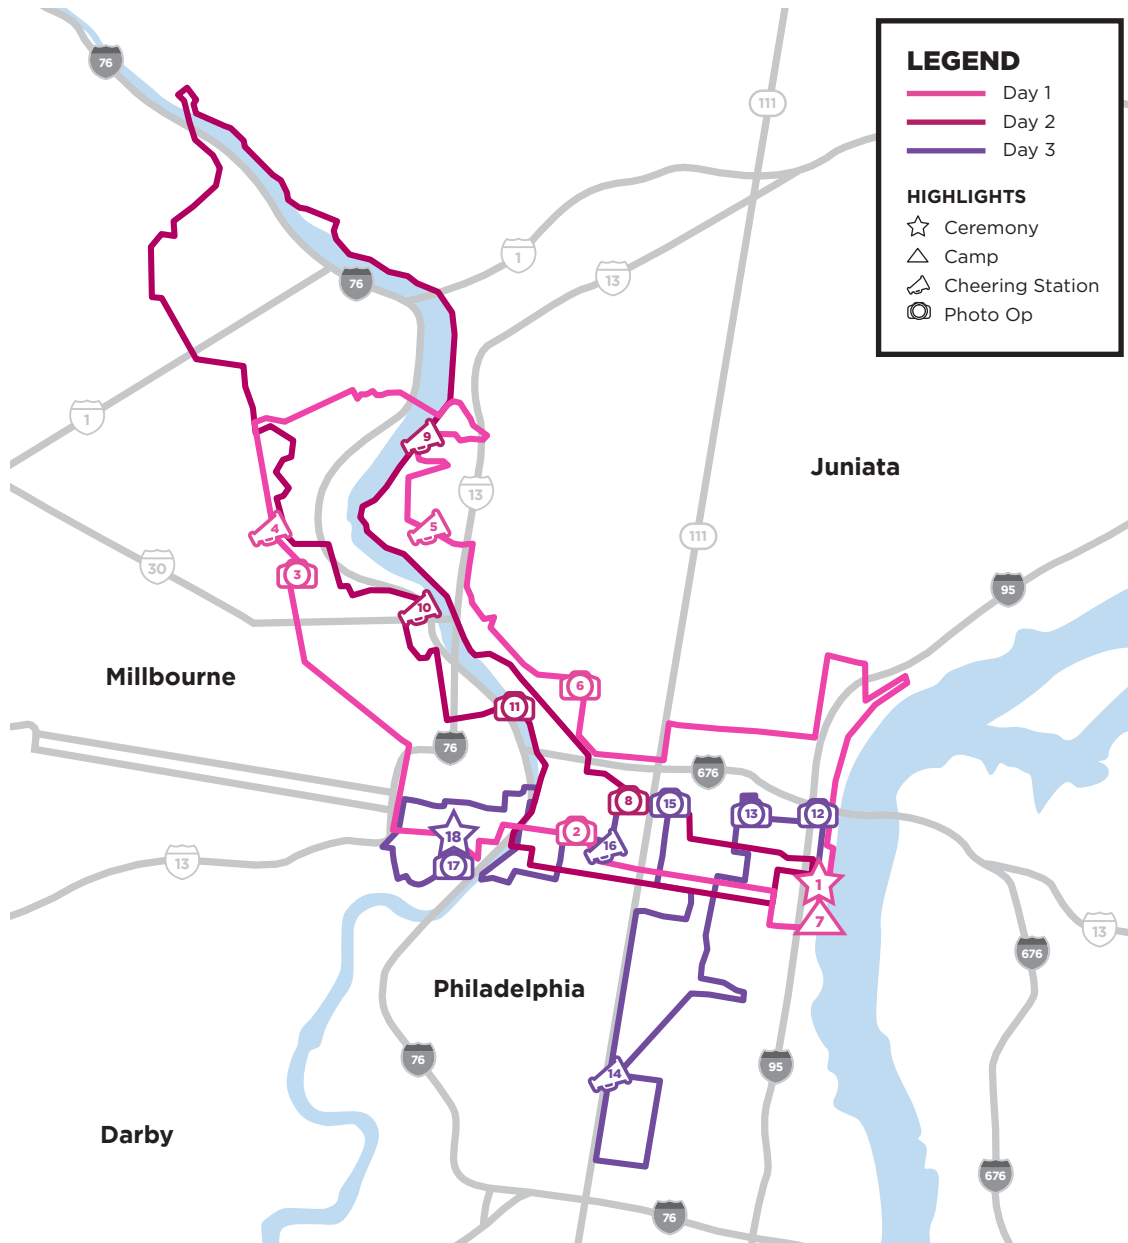 LEGEND
Day 1
Day 2
Day 3
HIGHLIGHTS
Ceremony
Camp
Cheering Station
Photo Op
76
111
1
13
76
1
9
Juniata
13
5
4
111
30
3
95
10
Millbourne
6
11
76
676
8
15
13
12
2
18
16
13
17
1
7
13
676
Philadelphia
76
95
14
Darby
676
76